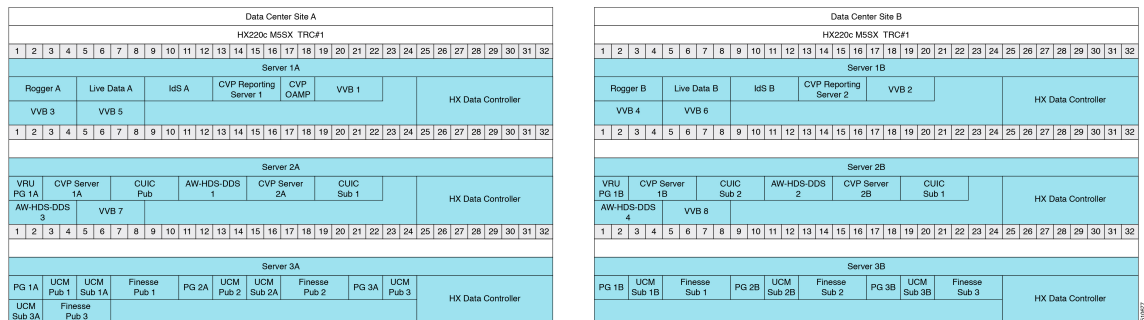 Data Center Site A
HX220c M5SX TRC#1
1 2 3 4 5 6 7 8 9 10 11 12 13 14 15 16 17 18 19 20 21 22 23 24 25 26 27 28 29 30 31 32
Server 1A
Rogger A Live Data A IdS A CVP Reporting Server 1 CVP OAMP VVB 1 HX Data Controller
VVB 3 VVB 5
1 2 3 4 5 6 7 8 9 10 11 12 13 14 15 16 17 18 19 20 21 22 23 24 25 26 27 28 29 30 31 32
Server 2A
VRU PG 1A CVP Server 1A CUIC Pub AW-HDS-DDS 1 CVP Server 2A CUIC Sub 1 HX Data Controller
AW-HDS-DDS 3 VVB 7
1 2 3 4 5 6 7 8 9 10 11 12 13 14 15 16 17 18 19 20 21 22 23 24 25 26 27 28 29 30 31 32
Server 3A
PG 1A UCM Pub 1 UCM Sub 1A Finesse Pub 1 PG 2A UCM Pub 2 UCM Sub 2A Finesse Pub 2 PG 3A UCM Pub 3 HX Data Controller
UCM Sub 3A Finesse Pub 3
Data Center Site B
HX220c M5SX TRC#1
1 2 3 4 5 6 7 8 9 10 11 12 13 14 15 16 17 18 19 20 21 22 23 24 25 26 27 28 29 30 31 32
Server 1B
Rogger B Live Data B IdS B CVP Reporting Server 2 VVB 2 HX Data Controller
VVB 4 VVB 6
1 2 3 4 5 6 7 8 9 10 11 12 13 14 15 16 17 18 19 20 21 22 23 24 25 26 27 28 29 30 31 32
Server 2B
VRU PG 1B CVP Server 1B CUIC Sub 2 AW-HDS-DDS 2 CVP Server 2B CUIC Sub 1 HX Data Controller
AW-HDS-DDS 4 VVB 8
1 2 3 4 5 6 7 8 9 10 11 12 13 14 15 16 17 18 19 20 21 22 23 24 25 26 27 28 29 30 31 32
Server 3B
PG 1B UCM Sub 1B Finesse Sub 1 PG 2B UCM Sub 2B Finesse Sub 2 PG 3B UCM Sub 3B Finesse Sub 3 HX Data Controller